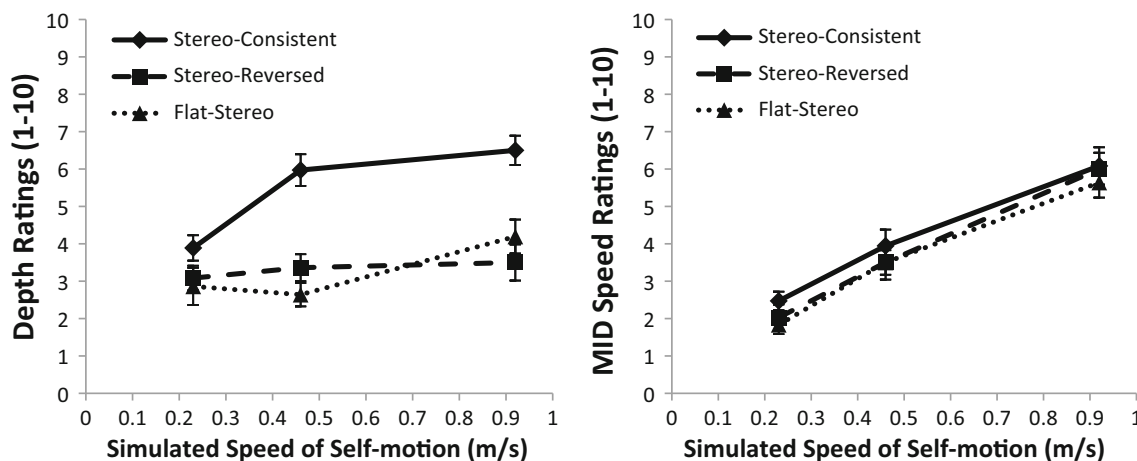 Depth Ratings (1-10)
10
9
8
7
6
5
4
3
2
1
0
Stereo-Consistent
Stereo-Reversed
Flat-Stereo
0 0.1 0.2 0.3 0.4 0.5 0.6 0.7 0.8 0.9 1
Simulated Speed of Self-motion (m/s)
MID Speed Ratings (1-10)
10
9
8
7
6
5
4
3
2
1
0
Stereo-Consistent
Stereo-Reversed
Flat-Stereo
0 0.1 0.2 0.3 0.4 0.5 0.6 0.7 0.8 0.9 1
Simulated Speed of Self-motion (m/s)